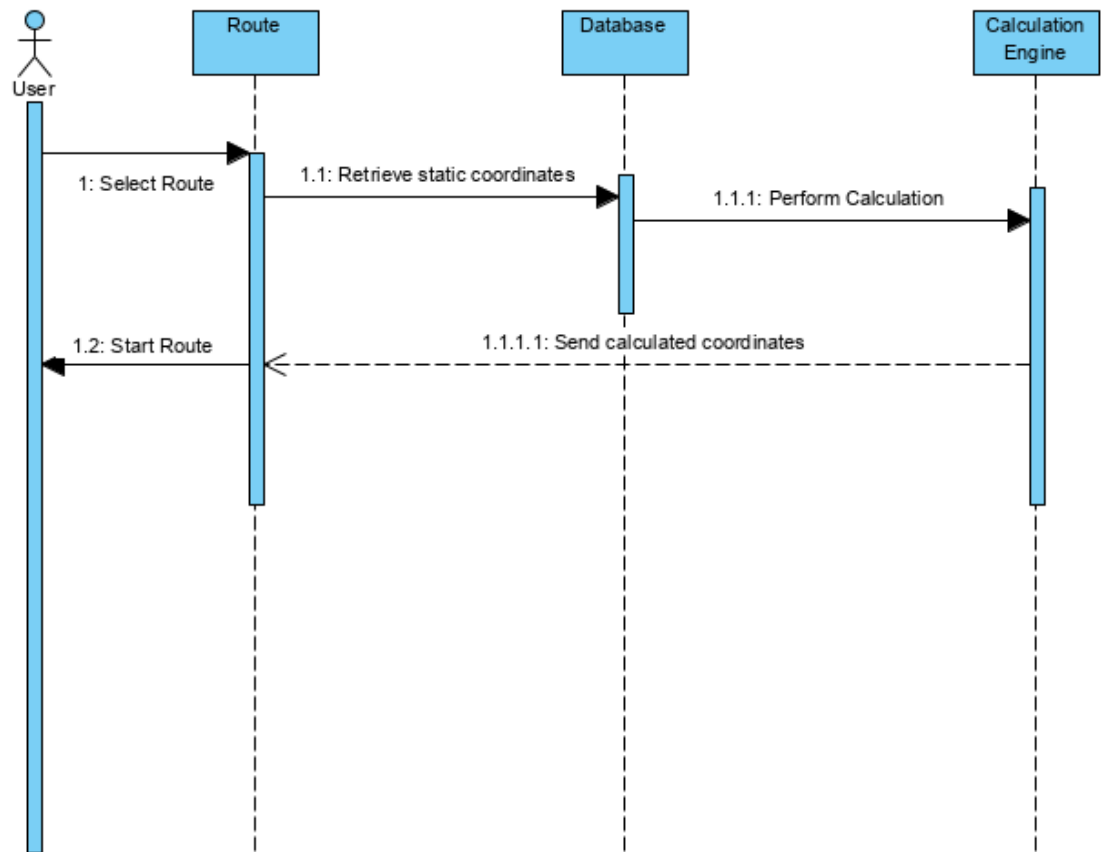 Route
Database
Calculation
Engine
User
1: Select Route
1.1: Retrieve static coordinates
1.1.1: Perform Calculation
1.2: Start Route
1.1.1.1: Send calculated coordinates